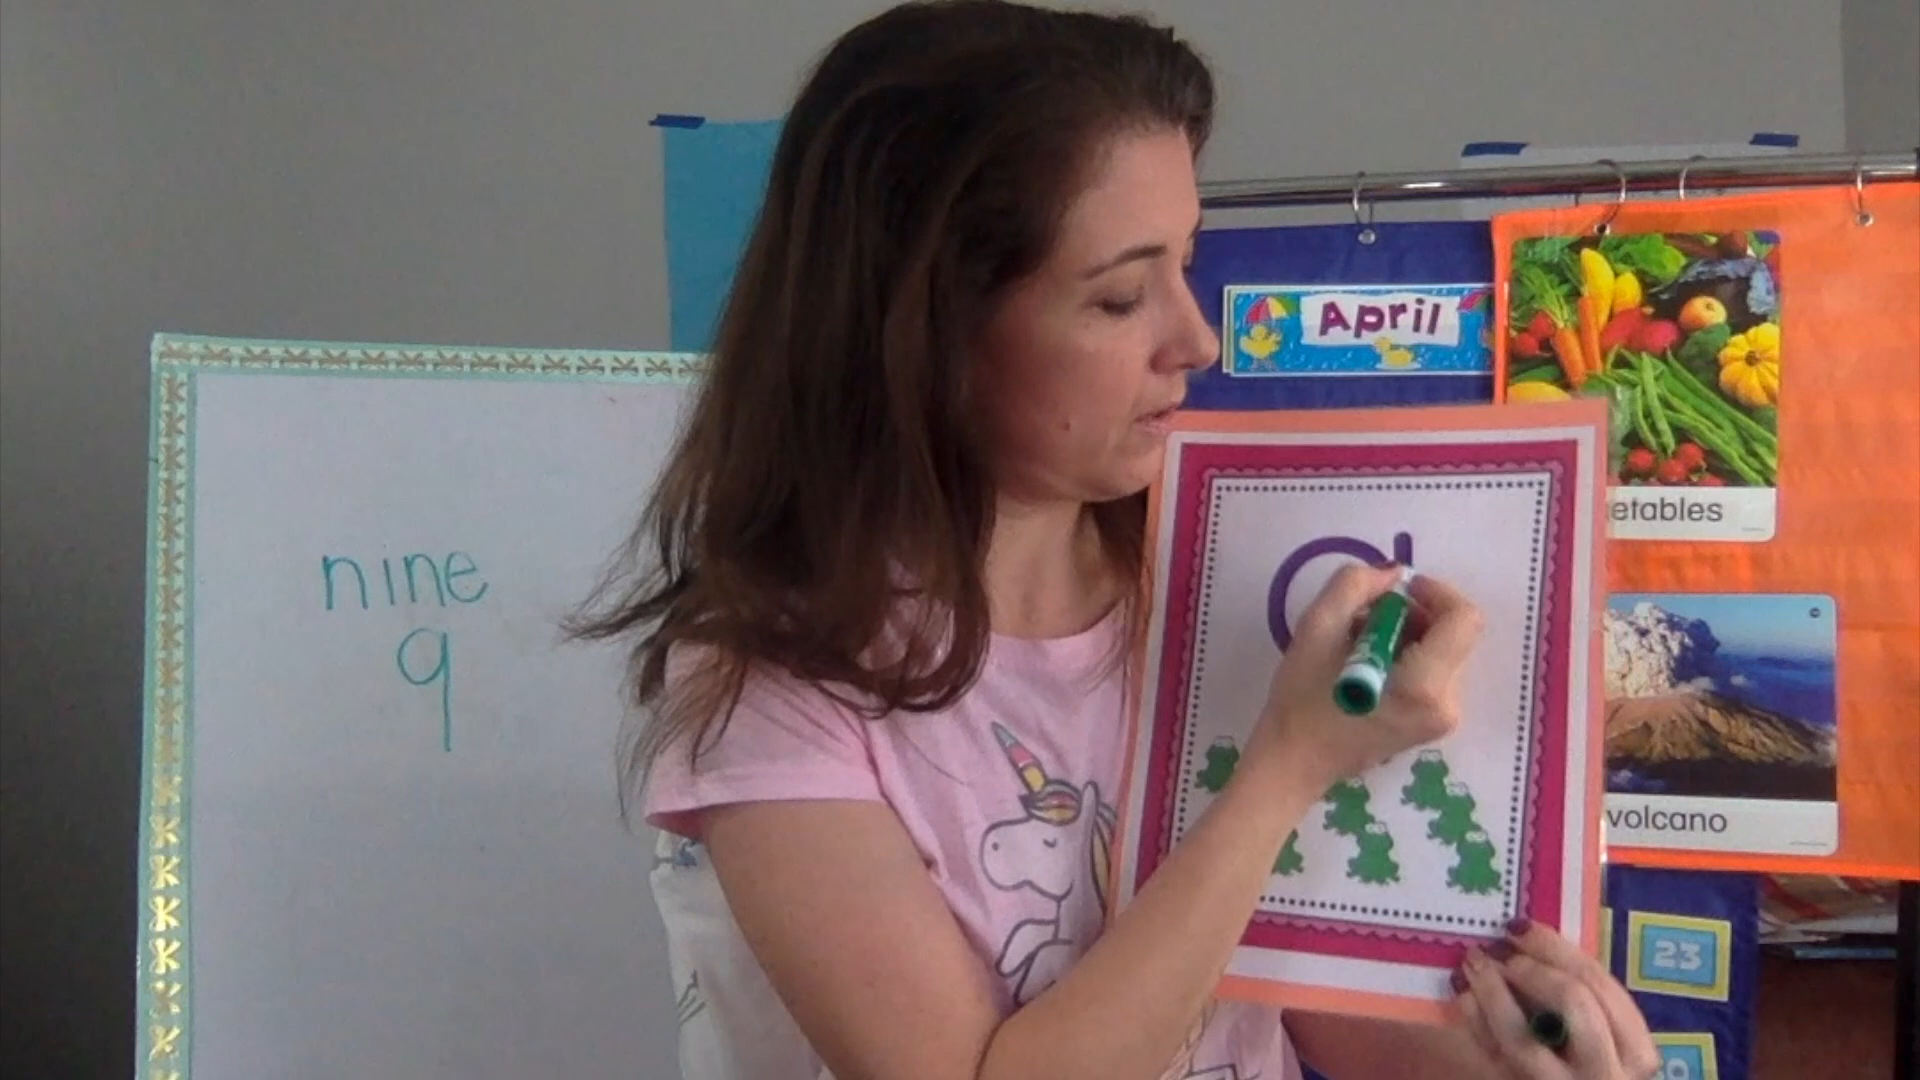 nine
9
April
etables
volcano
23